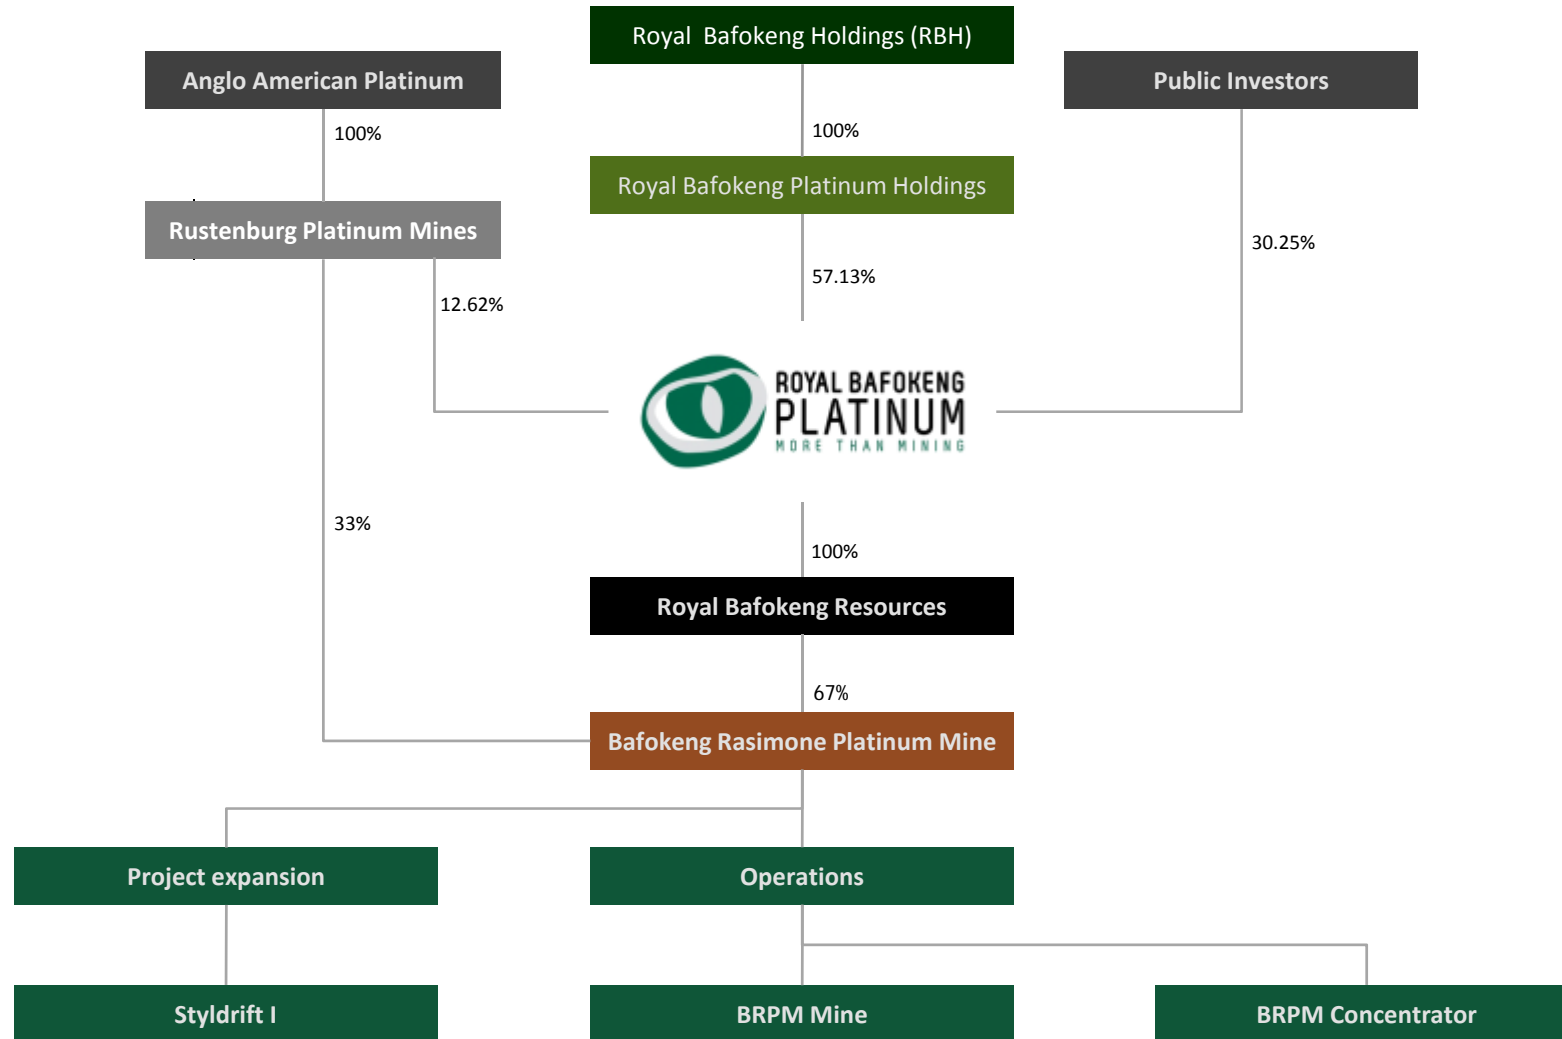 Royal Bafokeng Holdings (RBH)
Anglo American Platinum
Public Investors
100%
100%
Royal Bafokeng Platinum Holdings
Rustenburg Platinum Mines
30.25%
57.13%
12.62%
ROYAL BAFOKENG
PLATINUM
MORE THAN MINING
33%
100%
Royal Bafokeng Resources
67%
Bafokeng Rasimone Platinum Mine
Project expansion
Operations
Styldrift I
BRPM Mine
BRPM Concentrator